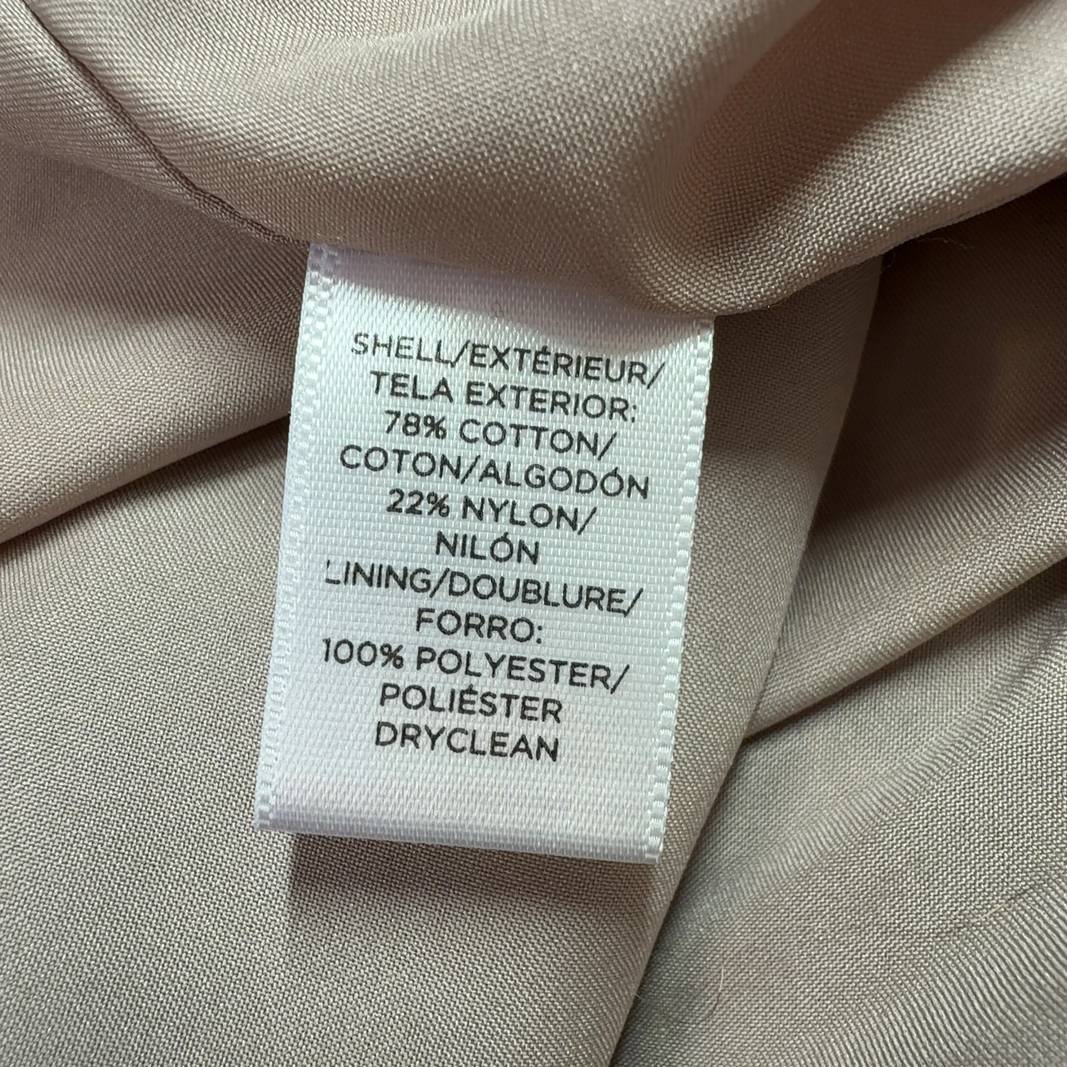 SHELL/EXTÉRIEUR/
TELA EXTERIOR:
78% COTTON/
COTON/ALGODÓN
22% NYLON/
NILÓN
LINING/DOUBLURE/
FORRO:
100% POLYESTER/
POLIÉSTER
DRYCLEAN